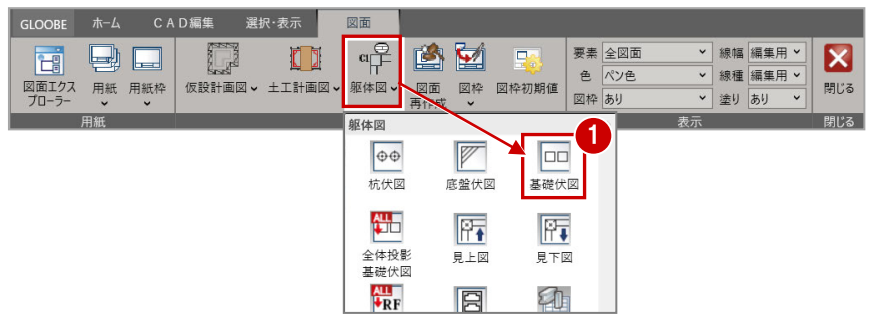 GLOOBE ホーム CAD編集 選択・表示 図面
図面エクス
プローラー
用紙 用紙枠
仮設計画図 土工計画図 躯体図
C1
図面
再作成
図枠 図枠初期値
要素 全図面 線幅 編集用
色 ペン色 線種 編集用
図枠 あり 塗り あり
閉じる
用紙 表示 閉じる
躯体図
1
杭伏図 底盤伏図 基礎伏図
ALL
全体投影
基礎伏図
見上図 見下図
ALL
RF